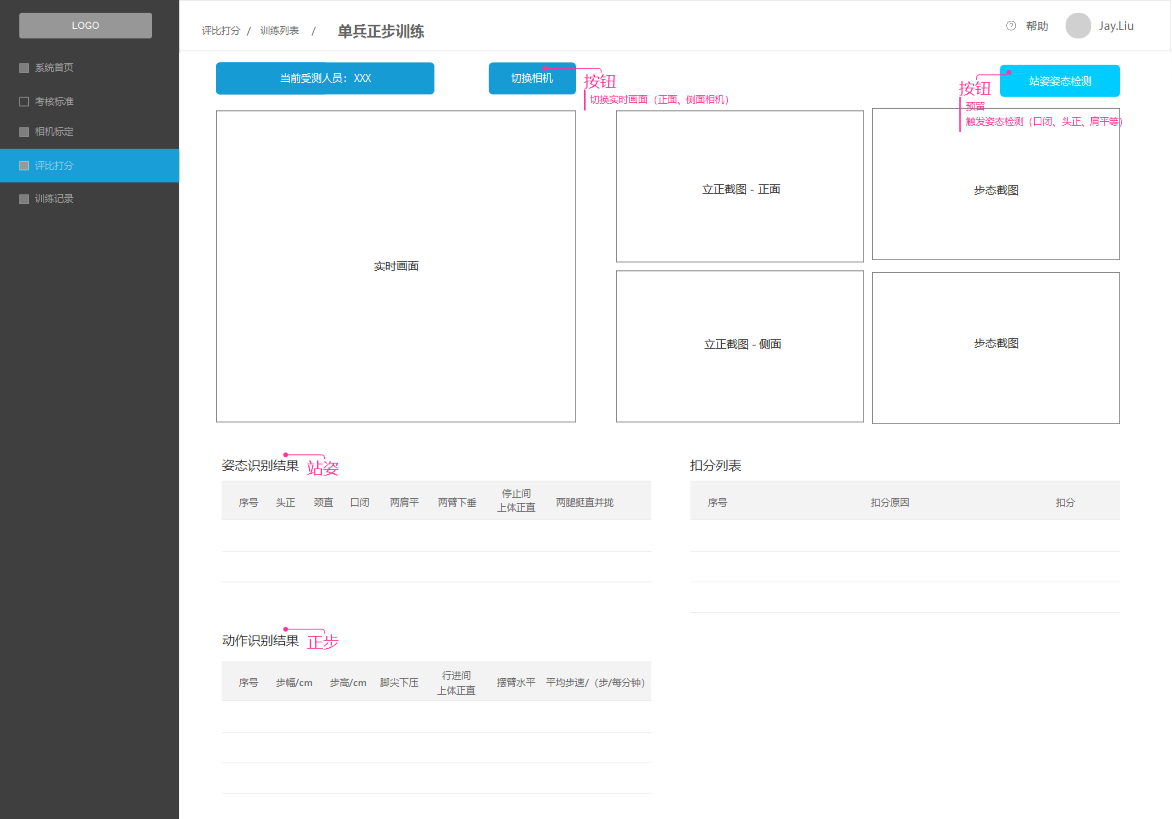 LOGO
系统首页
考核标准
相机标定
评比打分
训练记录
评比打分 / 训练列表 / 单兵正步训练
帮助
Jay.Liu
当前受测人员：XXX
切换相机
按钮
切换实时画面（正面、侧面相机）
站姿姿态检测
按钮
预留
触发姿态检测（口闭、头正、肩平等）
实时画面
立正截图 - 正面
步态截图
立正截图 - 侧面
步态截图
姿态识别结果 站姿
序号 头正 颈直 口闭 两肩平 两臂下垂 停止间 上体正直 两腿挺直并拢
扣分列表
序号 扣分原因 扣分
动作识别结果 正步
序号 步幅/cm 步高/cm 脚尖下压 行进间 上体正直 摆臂水平 平均步速/（步/每分钟）